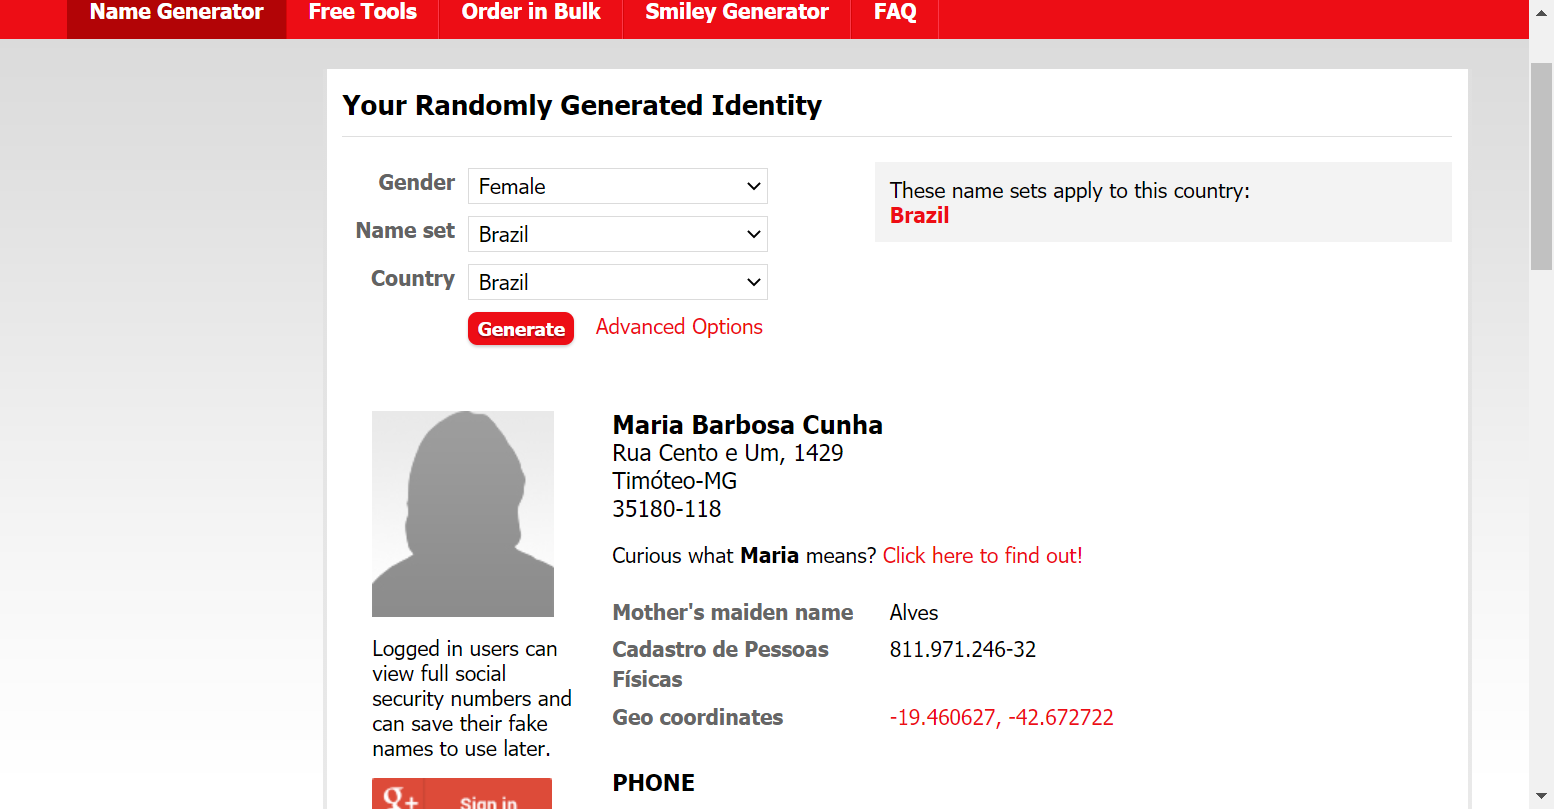 Name Generator Free Tools Order in Bulk Smiley Generator FAQ
Your Randomly Generated Identity
Gender Female
Name set Brazil
Country Brazil
Generate Advanced Options
These name sets apply to this country:
Brazil
Maria Barbosa Cunha
Rua Cento e Um, 1429
Timóteo-MG
35180-118
Curious what Maria means? Click here to find out!
Mother's maiden name Alves
Cadastro de Pessoas 811.971.246-32
Físicas
Geo coordinates -19.460627, -42.672722
PHONE
Logged in users can
view full social
security numbers and
can save their fake
names to use later.
g+ Sign in